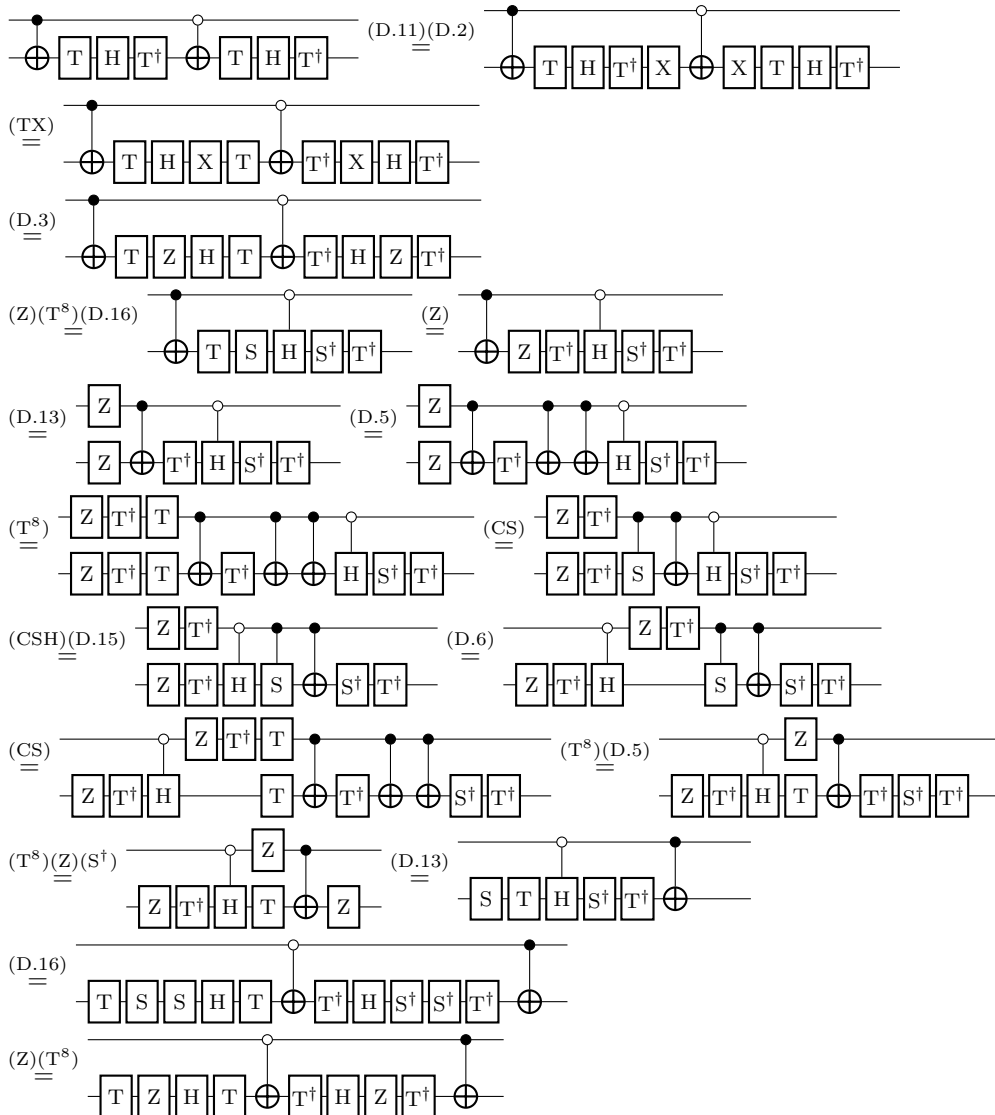 T H T† T H T† (D.11)(D.2) = T H T† X X T H T†
(TX) = T H X T T† X H T†
(D.3) = T Z H T T† H Z T†
(Z)(T⁸)(D.16) = T S H S† T† (Z) = Z T† H S† T†
(D.13) = Z Z T† H S† T† (D.5) = Z Z T† H S† T†
(T⁸) = Z T† T Z T† T T† H S† T† (CS) = Z T† Z T† S H S† T†
(CSH)(D.15) = Z T† Z T† H S S† T† (D.6) = Z T† Z T† H S S† T†
(CS) = Z T† T Z T† H T T† S† T† (T⁸)(D.5) = Z Z T† H T T† S† T†
(T⁸)(Z)(S†) = Z Z T† H T Z (D.13) = S T H S† T†
(D.16) = T S S H T T† H S† S† T†
(Z)(T⁸) = T Z H T T† H Z T†